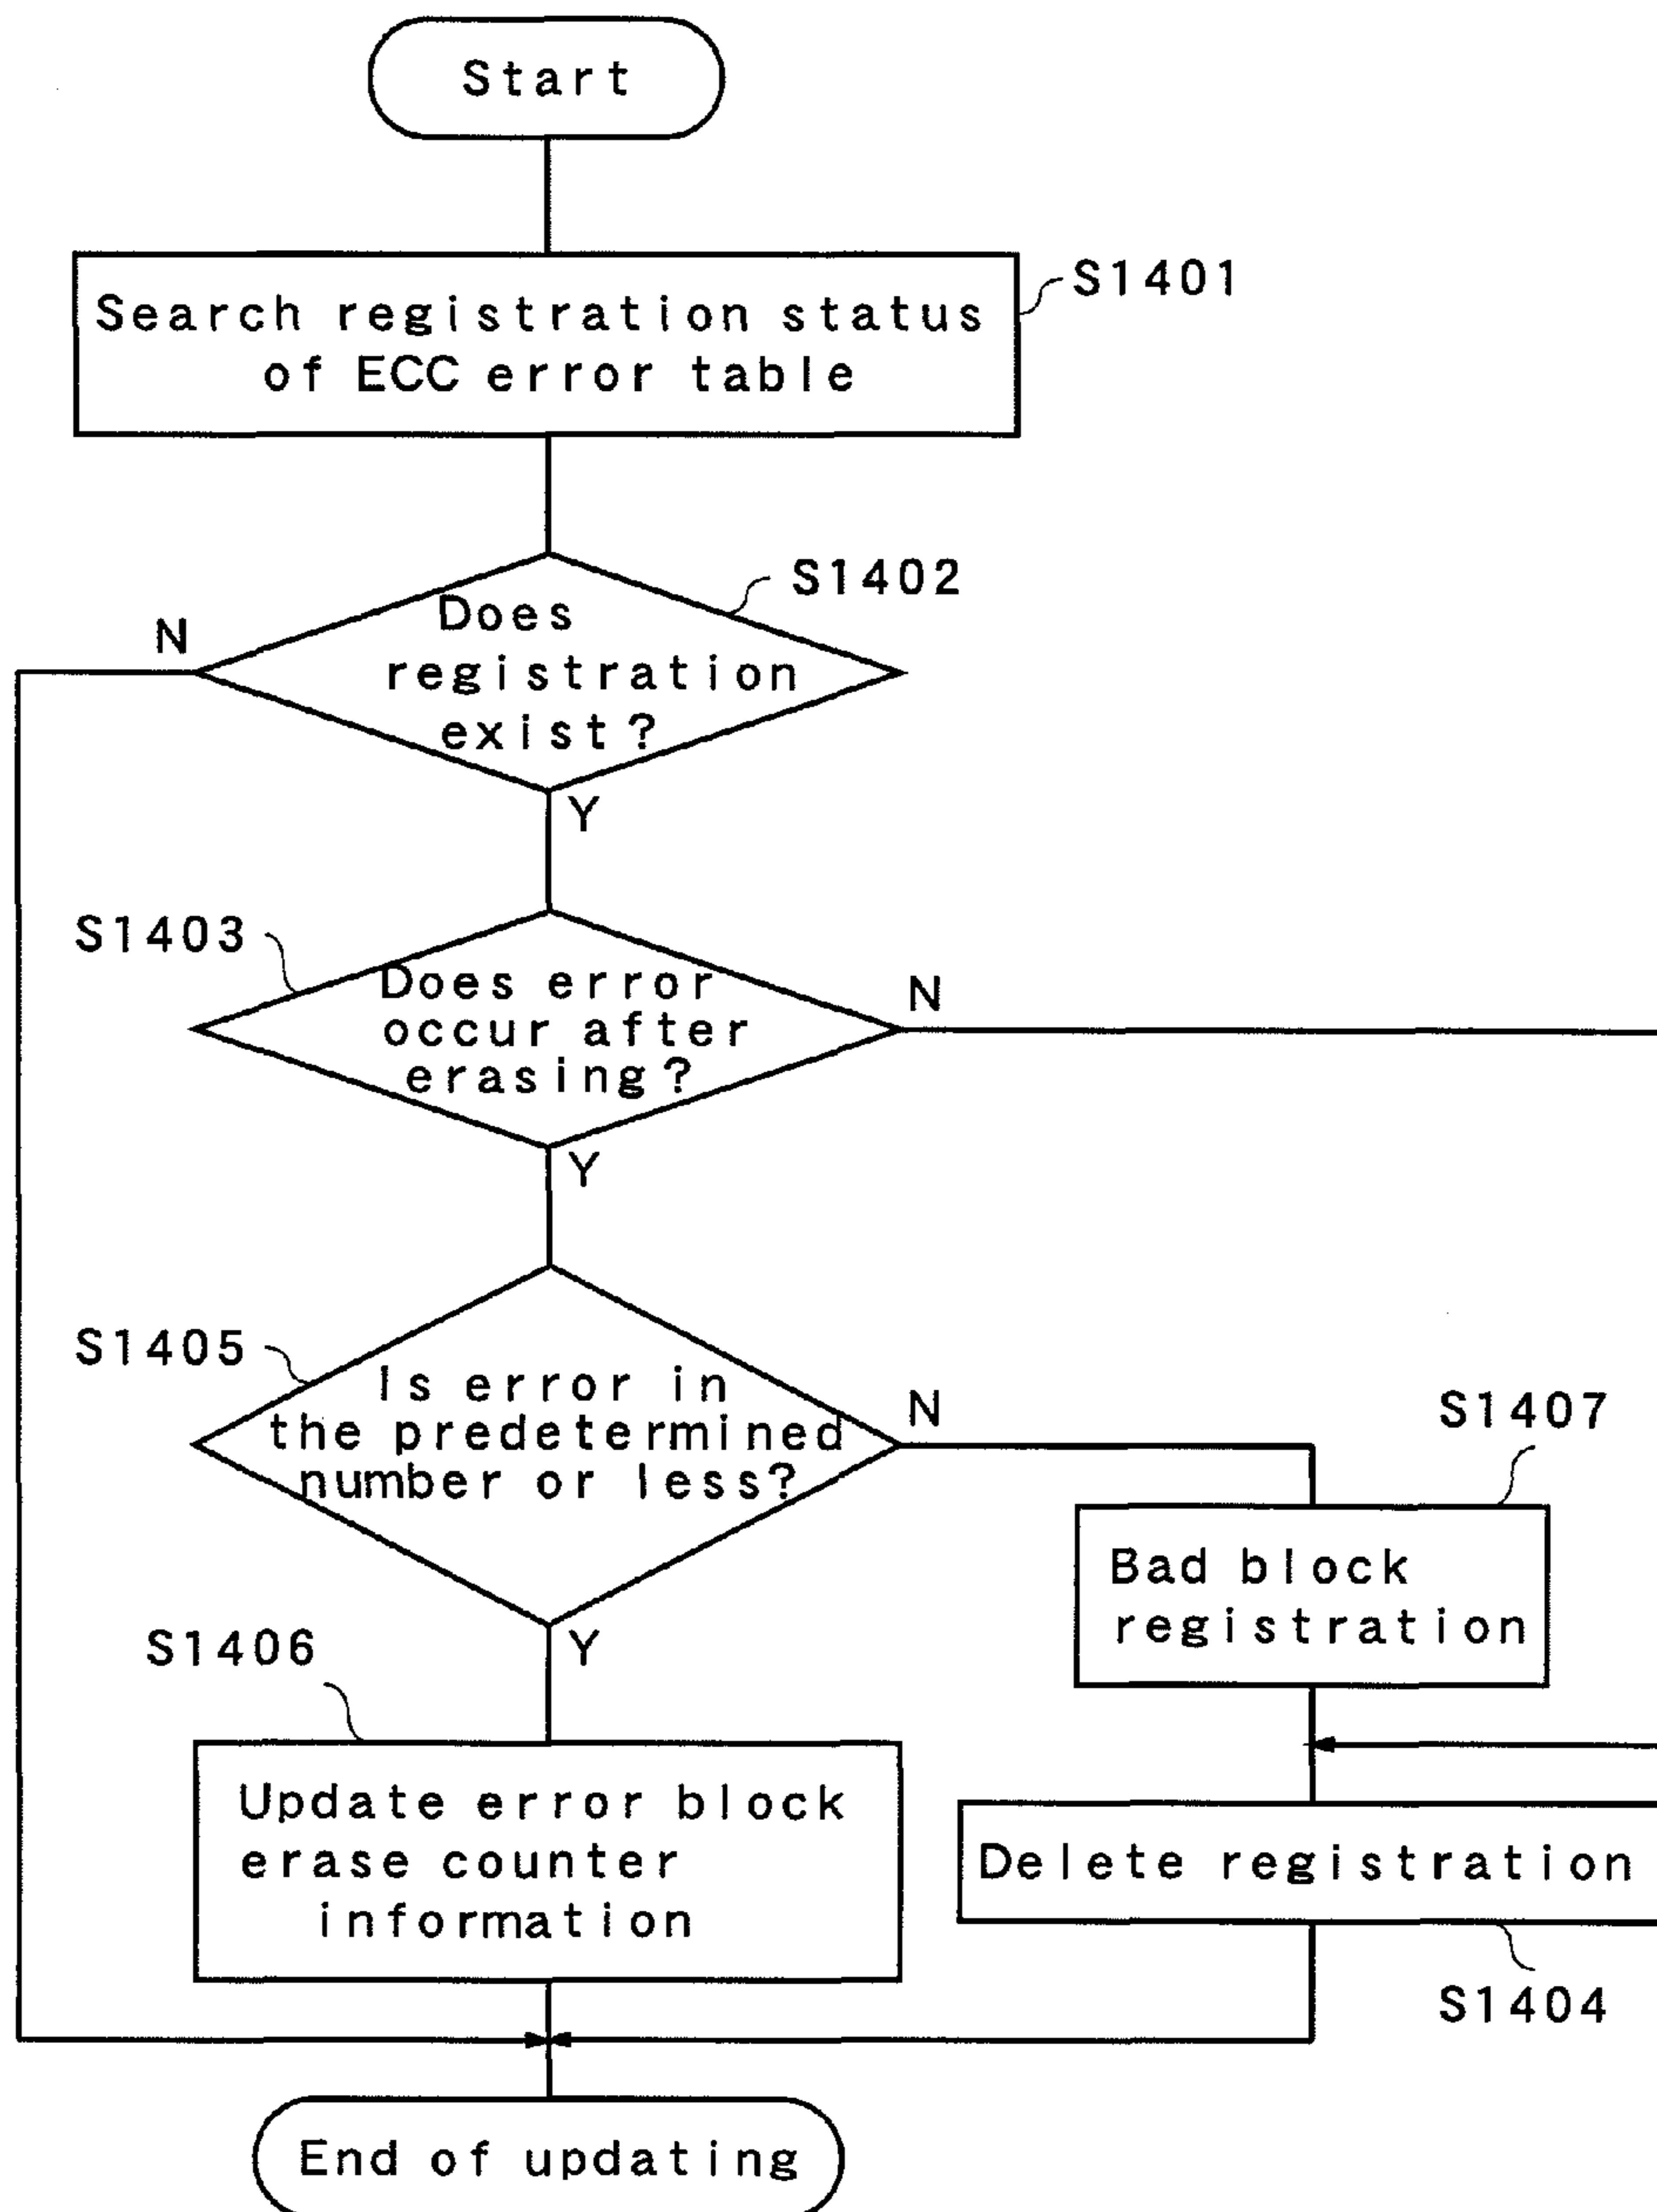 Start
Search registration status
of ECC error table
S1401
Does
registration
exist?
S1402
N
Y
S1403
Does error
occur after
erasing?
N
Y
S1405
Is error in
the predetermined
number or less?
N
Y
S1407
Bad block
registration
S1406
Update error block
erase counter
information
Delete registration
S1404
End of updating